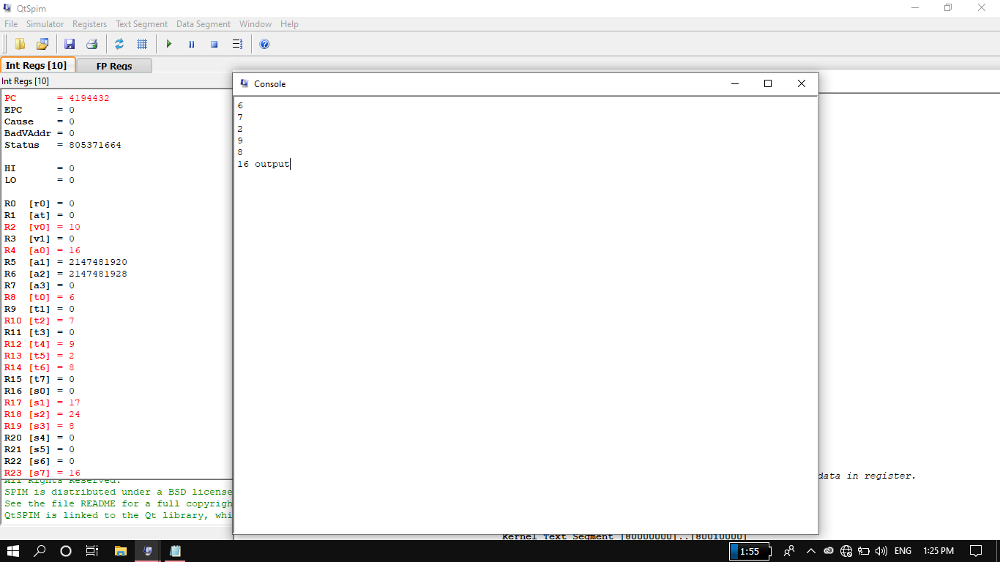 QtSpim
File Simulator Registers Text Segment Data Segment Window Help
Int Regs [10] FP Regs
Int Regs [10]
PC = 4194432
EPC = 0
Cause = 0
BadVAddr = 0
Status = 805371664
HI = 0
LO = 0
R0 [r0] = 0
R1 [at] = 0
R2 [v0] = 10
R3 [v1] = 0
R4 [a0] = 16
R5 [a1] = 2147481920
R6 [a2] = 2147481928
R7 [a3] = 0
R8 [t0] = 6
R9 [t1] = 0
R10 [t2] = 7
R11 [t3] = 0
R12 [t4] = 9
R13 [t5] = 2
R14 [t6] = 8
R15 [t7] = 0
R16 [s0] = 0
R17 [s1] = 17
R18 [s2] = 24
R19 [s3] = 8
R20 [s4] = 0
R21 [s5] = 0
R22 [s6] = 0
R23 [s7] = 16
All Rights Reserved.
SPIM is distributed under a BSD license
See the file README for a full copyrigh
QtSPIM is linked to the Qt library, whi
Console
6
7
2
9
8
16 output
data in register.
Kernel Text Segment [80000000]..[80010000]
1:55 ENG 1:25 PM